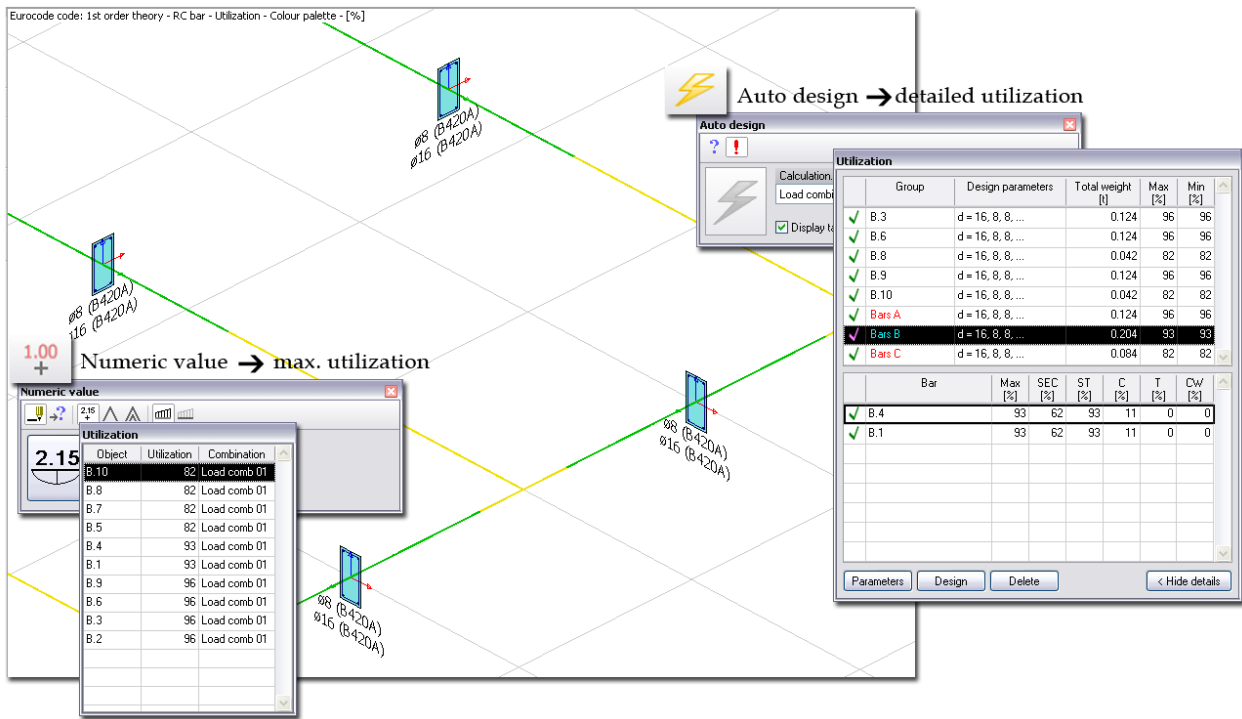 Eurocode code: 1st order theory - RC bar - Utilization - Colour palette - [%]
ø8 (B420A)
ø16 (B420A)
Auto design → detailed utilization
Auto design
Calculation.
Load combi
Display ta
Utilization
Group Design parameters Total weight [t] Max [%] Min [%]
B.3 d = 16, 8, 8, ... 0.124 96 96
B.6 d = 16, 8, 8, ... 0.124 96 96
B.8 d = 16, 8, 8, ... 0.042 82 82
B.9 d = 16, 8, 8, ... 0.124 96 96
B.10 d = 16, 8, 8, ... 0.042 82 82
Bars A d = 16, 8, 8, ... 0.124 96 96
Bars B d = 16, 8, 8, ... 0.204 93 93
Bars C d = 16, 8, 8, ... 0.084 82 82
Bar Max [%] SEC [%] ST [%] C [%] T [%] CW [%]
B.4 93 62 93 11 0 0
B.1 93 62 93 11 0 0
Parameters Design Delete < Hide details
ø8 (B420A)
16 (B420A)
1.00
+
Numeric value → max. utilization
Numeric value
2.15
2.15
Utilization
Object Utilization Combination
B.10 82 Load comb 01
B.8 82 Load comb 01
B.7 82 Load comb 01
B.5 82 Load comb 01
B.4 93 Load comb 01
B.1 93 Load comb 01
B.9 96 Load comb 01
B.6 96 Load comb 01
B.3 96 Load comb 01
B.2 96 Load comb 01
ø8 (B420A)
ø16 (B420A)
ø8 (B420A)
ø16 (B420A)